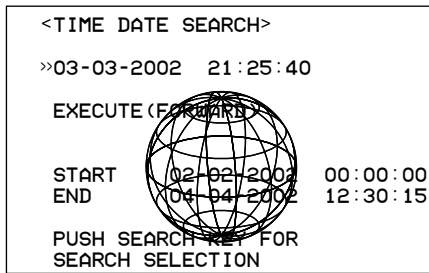 <TIME DATE SEARCH>
»03-03-2002 21:25:40
EXECUTE(FORWARD)
START 02-02-2002 00:00:00
END 04-04-2002 12:30:15
PUSH SEARCH KEY FOR
SEARCH SELECTION